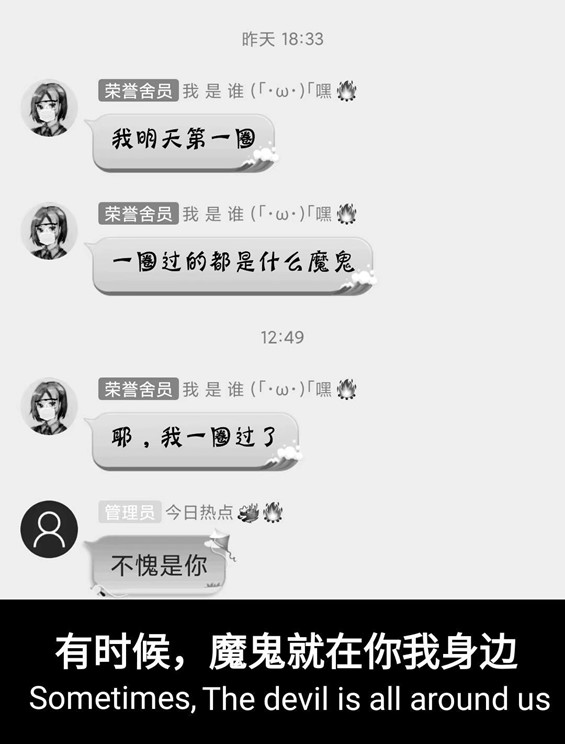 昨天 18:33
荣誉舍员 我 是 谁 (「·ω·)「嘿
我明天第一圈
荣誉舍员 我 是 谁 (「·ω·)「嘿
一圈过的都是什么魔鬼
12:49
荣誉舍员 我 是 谁 (「·ω·)「嘿
耶，我一圈过了
管理员 今日热点
不愧是你
有时候，魔鬼就在你我身边
Sometimes, The devil is all around us